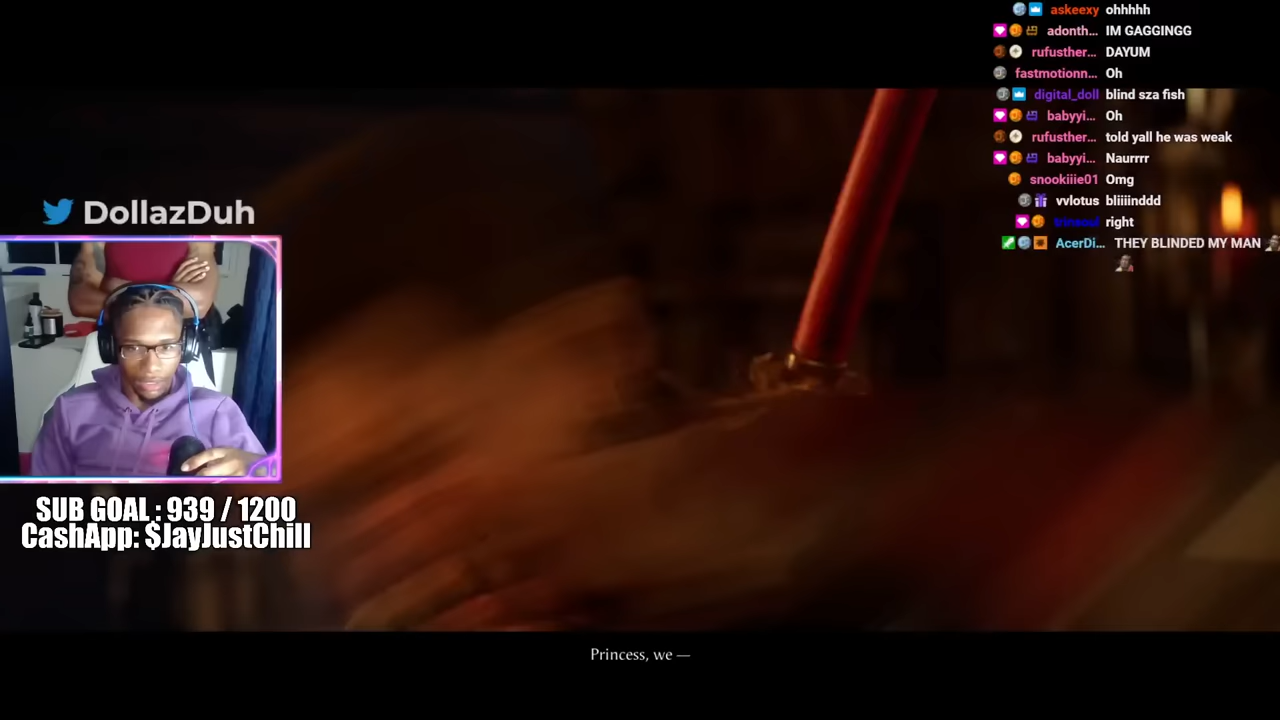 askeexy ohhhhh
adonth... IM GAGGINGG
rufusther... DAYUM
fastmotionn... Oh
digital_doll blind sza fish
babyyi... Oh
rufusther... told yall he was weak
babyyi... Naurrrr
snookiiie01 Omg
vvlotus bliiiinddd
right
AcerDi... THEY BLINDED MY MAN
DollazDuh
SUB GOAL : 939 / 1200
CashApp: $JayJustChill
Princess, we —